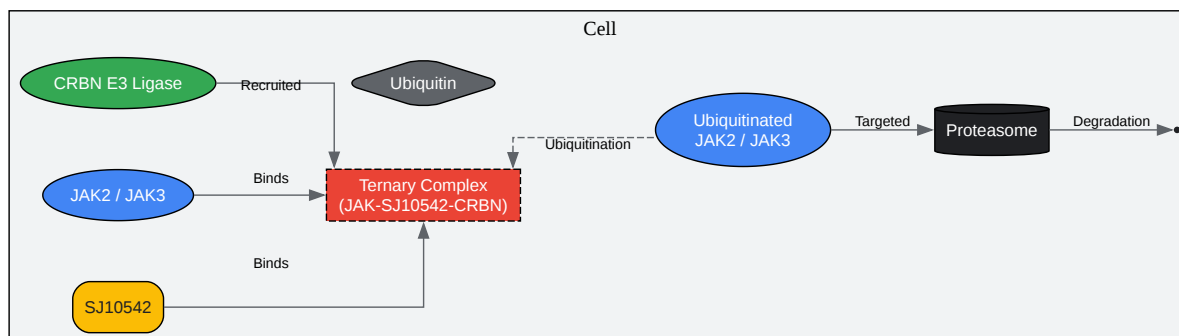 Cell
CRBN E3 Ligase
Recruited
Ubiquitin
Ubiquitinated
JAK2 / JAK3
Targeted
Proteasome
Degradation
Ubiquitination
JAK2 / JAK3
Binds
Ternary Complex
(JAK-SJ10542-CRBN)
Binds
SJ10542